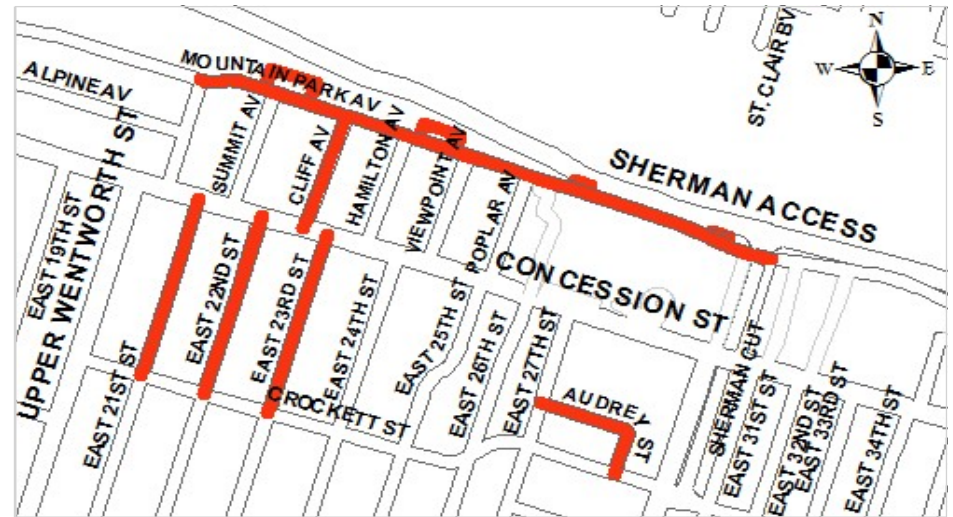 N
W
E
S
ST. CLAIR BV
MOUNTAIN PARK AV
ALPINE AV
SUMMIT AV
CLIFF AV
HAMILTON AV
VIEWPOINT AV
POPLAR AV
SHERMAN ACCESS
CONCESSION ST
EAST 19TH ST
UPPER WENTWORTH ST
EAST 21ST ST
EAST 22ND ST
EAST 23RD ST
EAST 24TH ST
EAST 25TH ST
EAST 26TH ST
EAST 27TH ST
CROCKETT ST
AUDREY ST
SHERMAN CUT
EAST 31ST ST
EAST 32ND ST
EAST 33RD ST
EAST 34TH ST